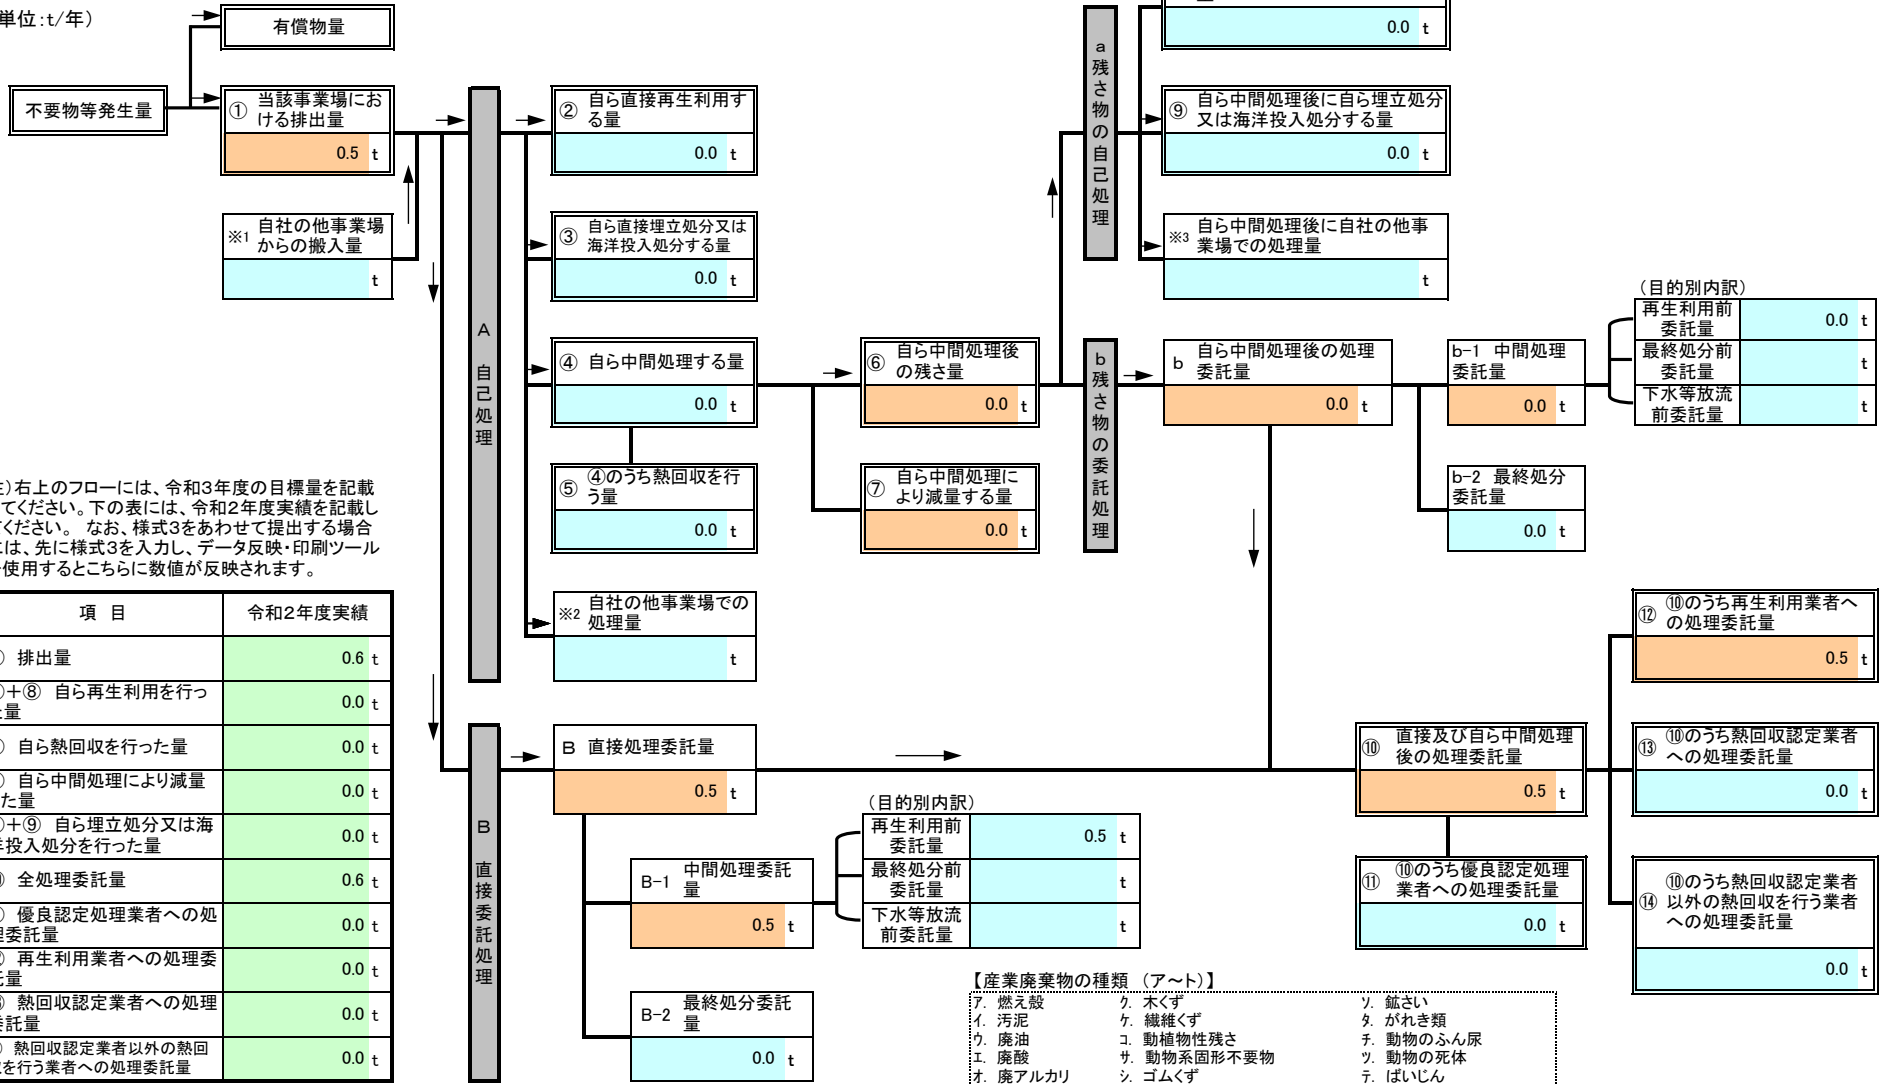 単位:t/年)
有償物量
不要物等発生量
① 当該事業場にお
ける排出量
0.5 t
※1 自社の他事業場
からの搬入量
t
A 自己処理
② 自ら直接再生利用す
る量
0.0 t
③ 自ら直接埋立処分又は
海洋投入処分する量
0.0 t
④ 自ら中間処理する量
0.0 t
⑤ ④のうち熱回収を行
う量
0.0 t
※2 自社の他事業場での
処理量
t
⑥ 自ら中間処理後
の残さ量
0.0 t
⑦ 自ら中間処理に
より減量する量
0.0 t
a 残さ物の自己処理
0.0 t
⑨ 自ら中間処理後に自ら埋立処分
又は海洋投入処分する量
0.0 t
※3 自ら中間処理後に自社の他事
業場での処理量
t
b 残さ物の委託処理
b 自ら中間処理後の処理
委託量
0.0 t
b-1 中間処理
委託量
0.0 t
b-2 最終処分
委託量
0.0 t
(目的別内訳)
再生利用前
委託量
0.0 t
最終処分前
委託量
t
下水等放流
前委託量
t
)右上のフローには、令和3年度の目標量を記載
てください。下の表には、令和2年度実績を記載し
ください。 なお、様式3をあわせて提出する場合
は、先に様式3を入力し、データ反映・印刷ツール
使用するとこちらに数値が反映されます。
項 目 令和2年度実績
排出量 0.6 t
+⑧ 自ら再生利用を行っ
量
0.0 t
自ら熱回収を行った量 0.0 t
自ら中間処理により減量
た量
0.0 t
+⑨ 自ら埋立処分又は海
投入処分を行った量
0.0 t
全処理委託量 0.6 t
優良認定処理業者への処
委託量
0.0 t
再生利用業者への処理委
量
0.0 t
熱回収認定業者への処理
託量
0.0 t
熱回収認定業者以外の熱回
を行う業者への処理委託量
0.0 t
B 直接委託処理
B 直接処理委託量
0.5 t
B-1 中間処理委託
量
0.5 t
B-2 最終処分委託
量
0.0 t
(目的別内訳)
再生利用前
委託量
0.5 t
最終処分前
委託量
t
下水等放流
前委託量
t
⑩ 直接及び自ら中間処理
後の処理委託量
0.5 t
⑪ ⑩のうち優良認定処理
業者への処理委託量
0.0 t
⑫ ⑩のうち再生利用業者へ
の処理委託量
0.5 t
⑬ ⑩のうち熱回収認定業者
への処理委託量
0.0 t
⑭ ⑩のうち熱回収認定業者
以外の熱回収を行う業者
への処理委託量
0.0 t
【産業廃棄物の種類 (ア~ト)】
ア. 燃え殻 ク. 木くず ソ. 鉱さい
イ. 汚泥 ケ. 繊維くず タ. がれき類
ウ. 廃油 コ. 動植物性残さ チ. 動物のふん尿
エ. 廃酸 サ. 動物系固形不要物 ツ. 動物の死体
オ. 廃アルカリ シ. ゴムくず テ. ばいじん